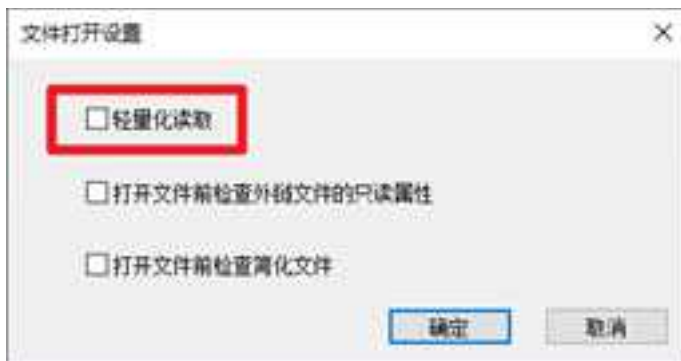 文件打开设置
轻量化读取
打开文件前检查外链文件的只读属性
打开文件前检查简化文件
确定
取消